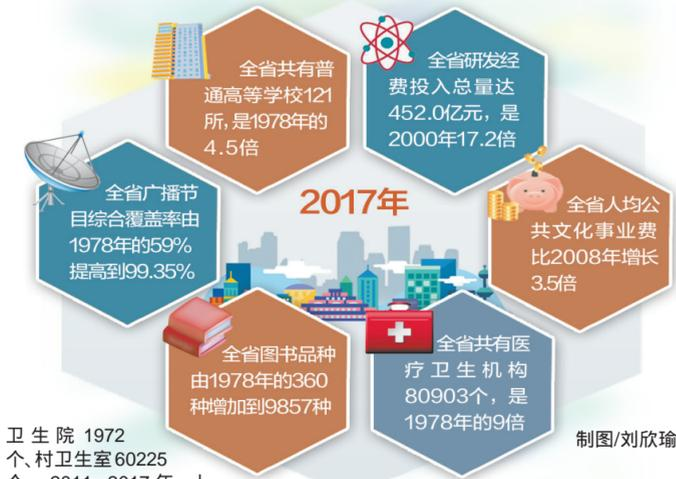 全省共有普
通高等学校121
所,是1978年的
4.5倍
全省研发经
费投入总量达
452.0亿元，是
2000年17.2倍
全省广播节
目综合覆盖率由
1978年的59%
提高到99.35%
2017年
全省人均公
共文化事业费
比2008年增长
3.5倍
全省图书品种
由1978年的360
种增加到9857种
全省共有医
疗卫生机构
80903个，是
1978年的9倍
卫生院 1972
个、村卫生室60225
制图/刘欣瑜